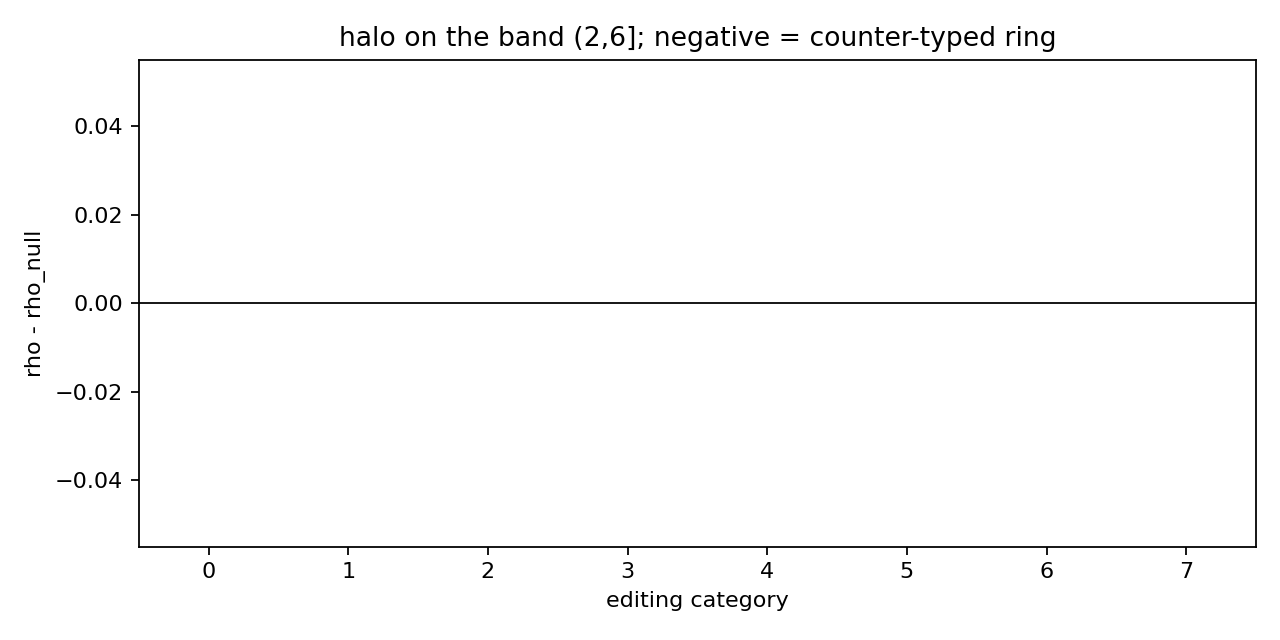 halo on the band (2,6]; negative = counter-typed ring
rho - rho_null
0.04
0.02
0.00
−0.02
−0.04
0 1 2 3 4 5 6 7
editing category